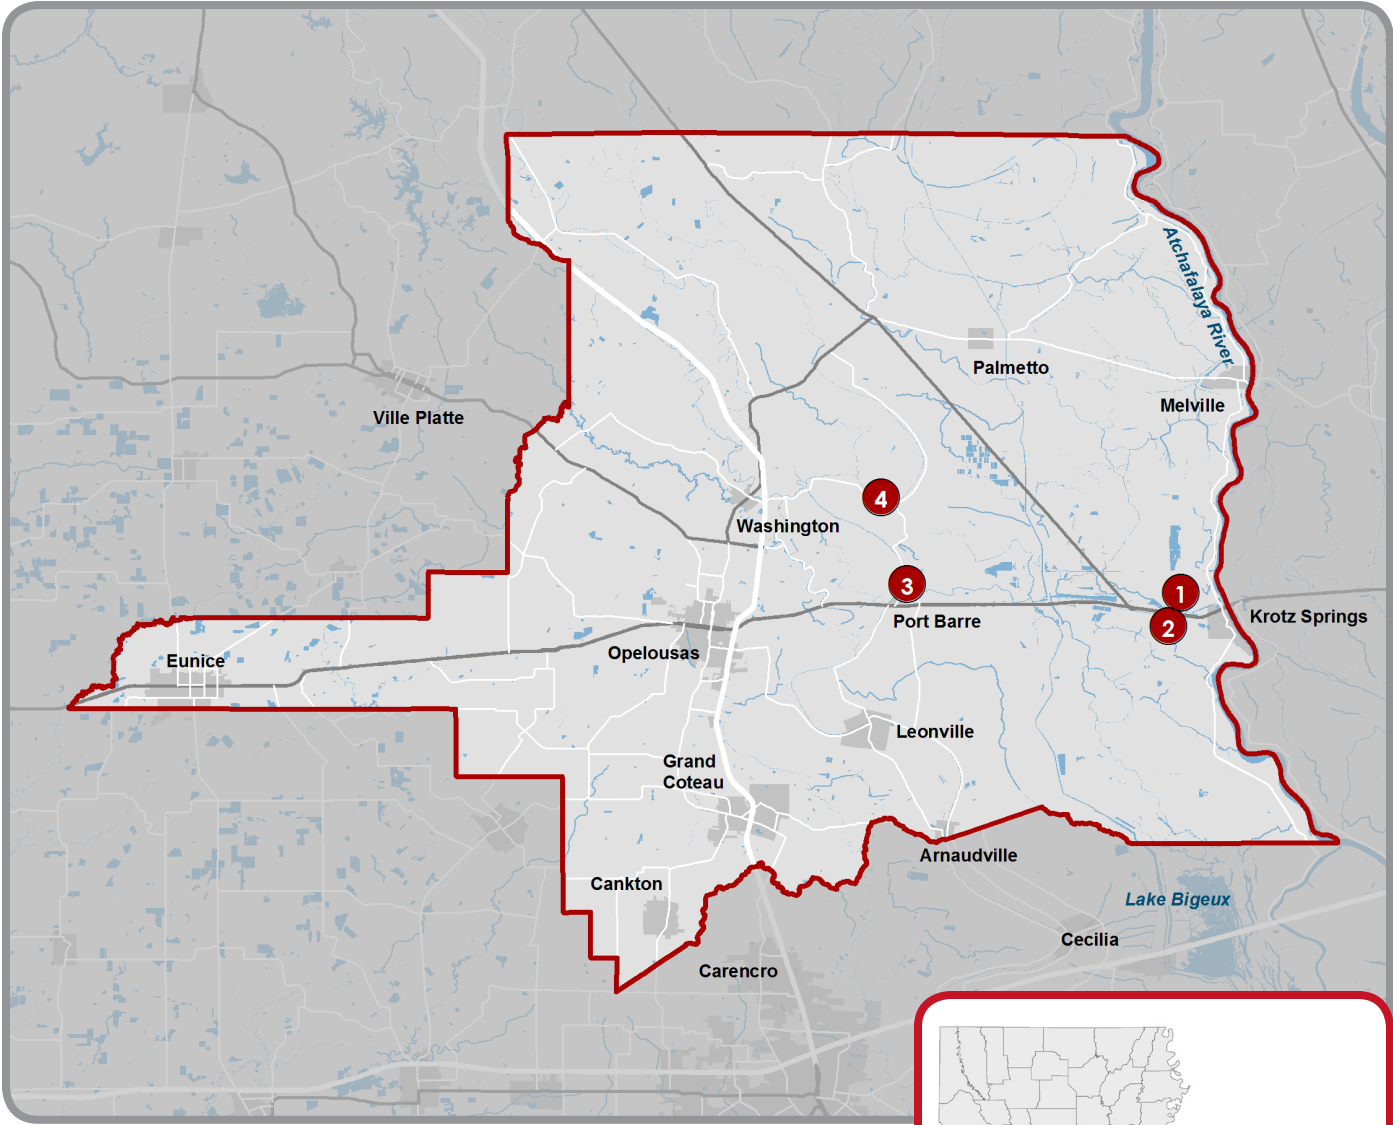 Atchafalaya River
Palmetto
Melville
Ville Platte
4
Washington
3
1
Port Barre
2
Krotz Springs
Opelousas
Eunice
Leonville
Grand
Coteau
Arnaudville
Cankton
Lake Bigeux
Cecilia
Carencro